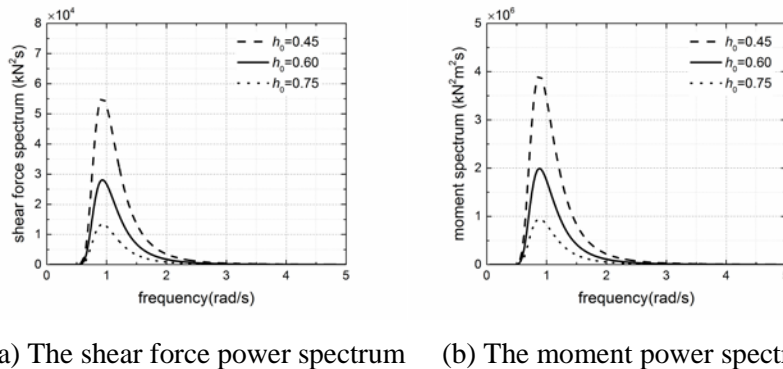 ×10⁴
shear force spectrum (kN²s)
8
7
6
5
4
3
2
1
0
h₀=0.45
h₀=0.60
h₀=0.75
0 1 2 3 4 5
frequency(rad/s)
×10⁶
moment spectrum (kN²m²s)
5
4
3
2
1
0
h₀=0.45
h₀=0.60
h₀=0.75
0 1 2 3 4
frequency(rad/s)
a) The shear force power spectrum (b) The moment power spectr